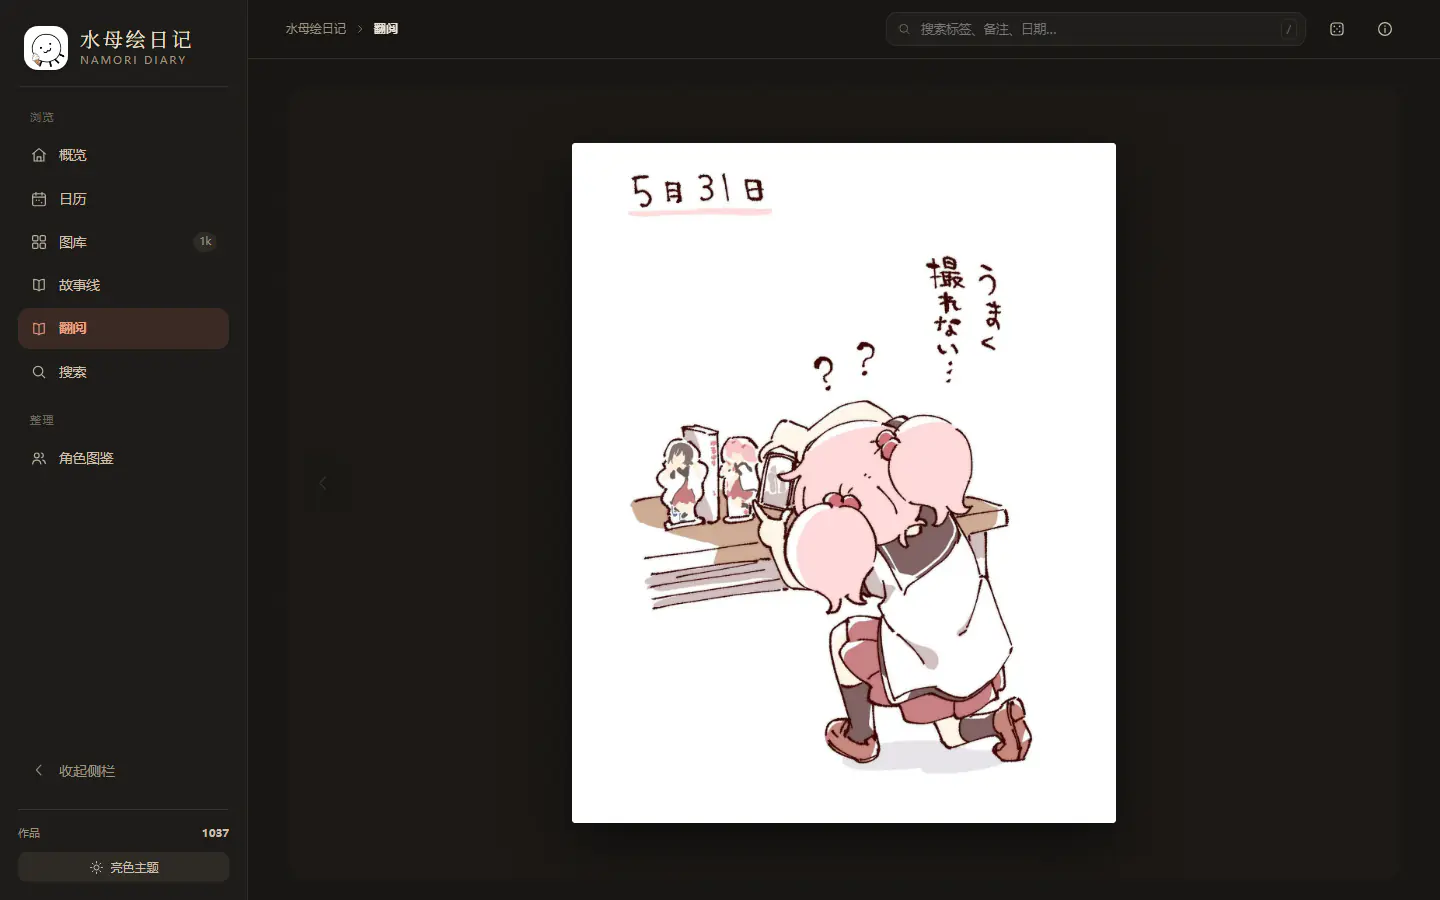 水母绘日记
NAMORI DIARY
浏览
概览
日历
图库
1k
故事线
翻阅
搜索
整理
角色图鉴
收起侧栏
作品
1037
亮色主题
水母绘日记
翻阅
搜索标签、备注、日期...
/
5月31日
うまく
撮れない…
? ?